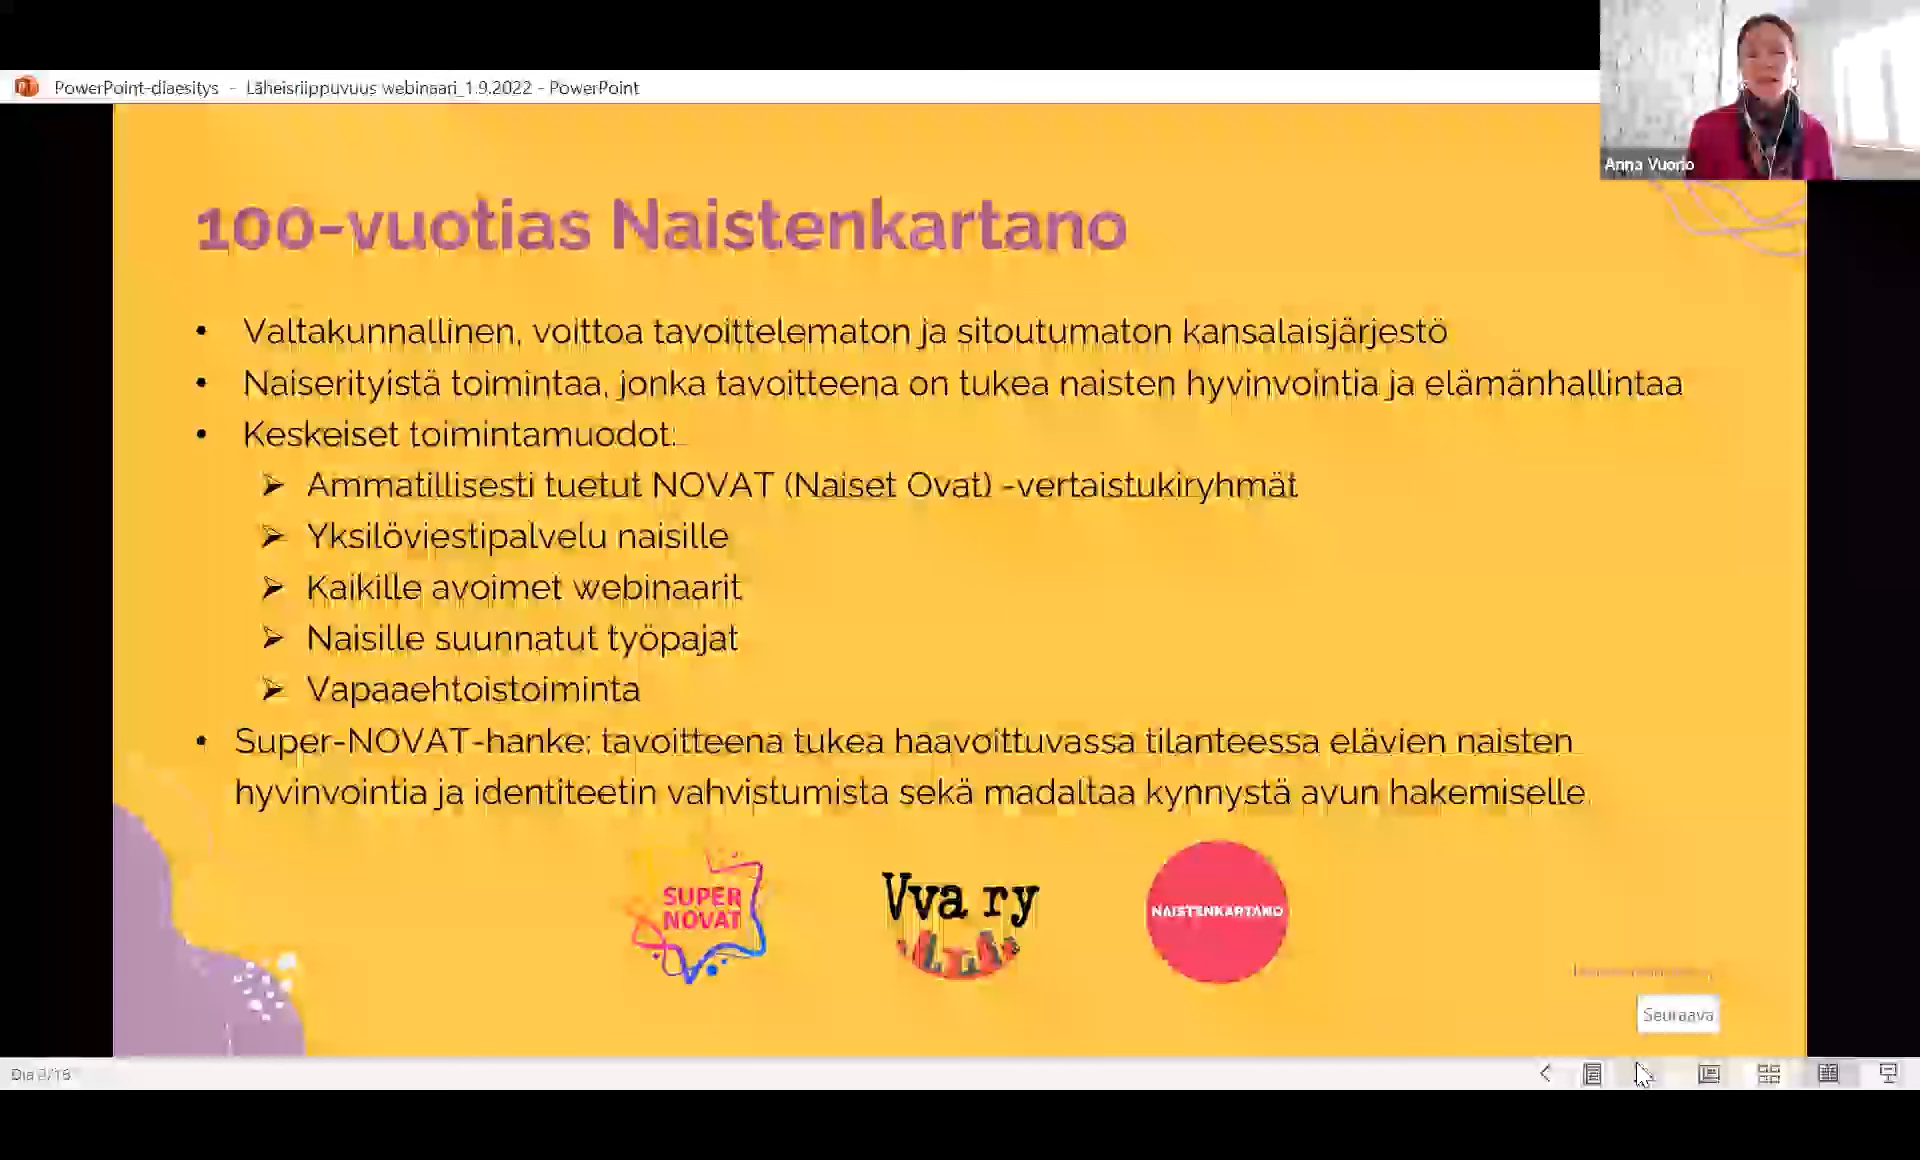 PowerPoint-diaesitys - Läheisriippuvuus webinaari_1.9.2022 - PowerPoint
Anna Vuorio
100-vuotias Naistenkartano
• Valtakunnallinen, voittoa tavoittelematon ja sitoutumaton kansalaisjärjestö
• Naiserityistä toimintaa, jonka tavoitteena on tukea naisten hyvinvointia ja elämänhallintaa
• Keskeiset toimintamuodot:
➤ Ammatillisesti tuetut NOVAT (Naiset Ovat) -vertaistukiryhmät
➤ Yksilöviestipalvelu naisille
➤ Kaikille avoimet webinaarit
➤ Naisille suunnatut työpajat
➤ Vapaaehtoistoiminta
• Super-NOVAT-hanke: tavoitteena tukea haavoittuvassa tilanteessa elävien naisten
hyvinvointia ja identiteetin vahvistumista sekä madaltaa kynnystä avun hakemiselle.
SUPER
NOVAT
Vva ry
NAISTENKARTANO
Seuraava
Dia